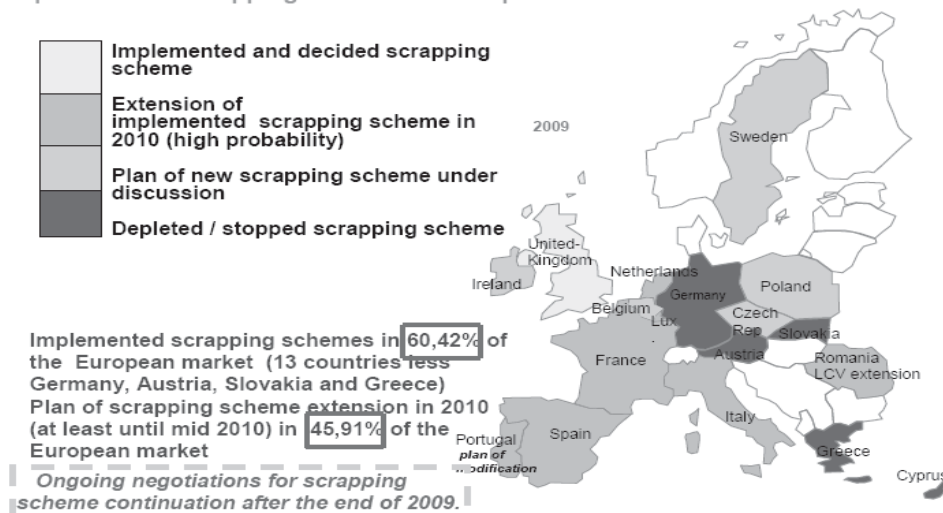 Implemented and decided scrapping
scheme
Extension of
implemented scrapping scheme in
2010 (high probability)
Plan of new scrapping scheme under
discussion
Depleted / stopped scrapping scheme
2009
Sweden
United-
Kingdom
Ireland
Netherlands
Germany
Poland
Belgium
Lux
Czech
Rep
Slovakia
Austria
France
Romania
LCV extension
Italy
Portugal
plan of
Spain
Greece
Cyprus
Implemented scrapping schemes in 60,42% of
the European market (13 countries less
Germany, Austria, Slovakia and Greece)
Plan of scrapping scheme extension in 2010
(at least until mid 2010) in 45,91% of the
European market
Ongoing negotiations for scrapping
scheme continuation after the end of 2009.